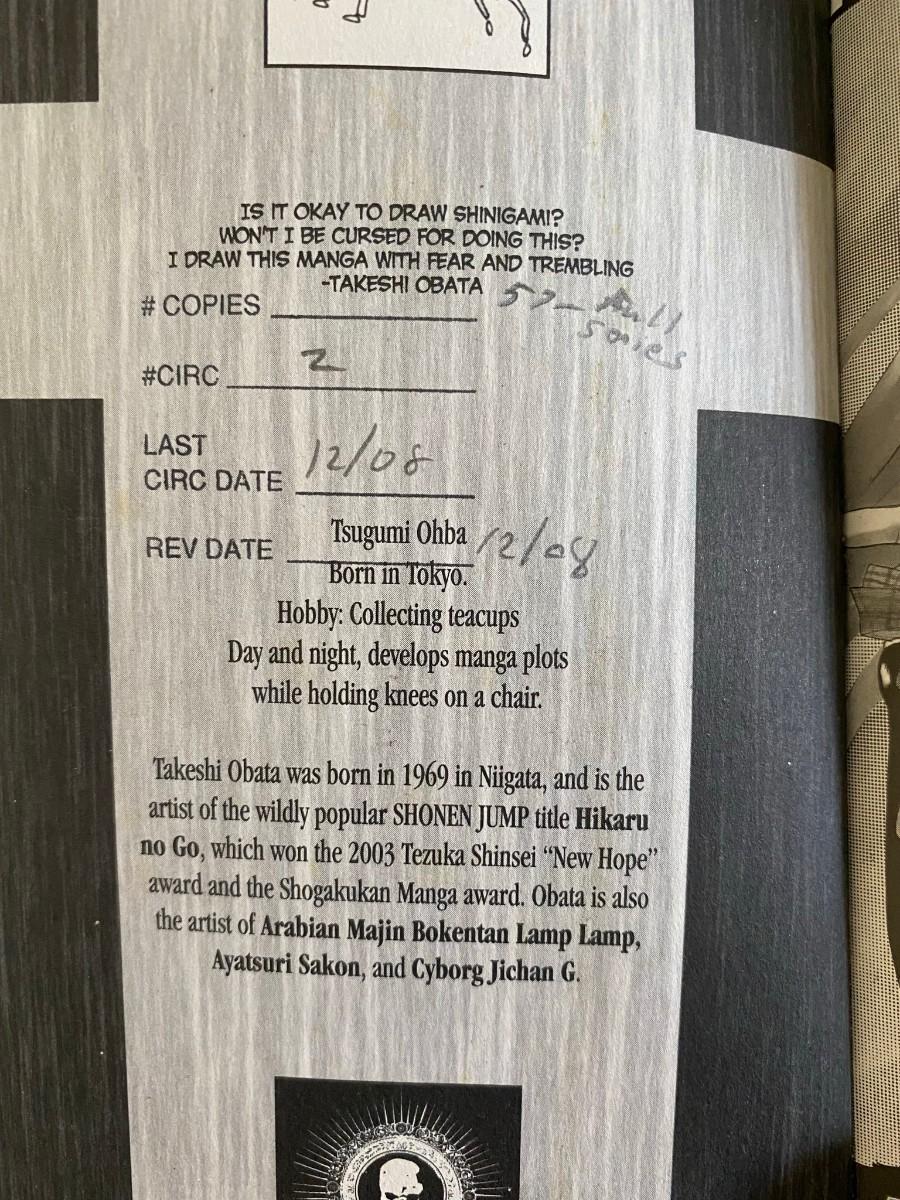 IS IT OKAY TO DRAW SHINIGAMI?
WON'T I BE CURSED FOR DOING THIS?
I DRAW THIS MANGA WITH FEAR AND TREMBLING
-TAKESHI OBATA
# COPIES 57- Full
series
#CIRC 2
LAST
CIRC DATE 12/08
REV DATE 12/08
Tsugumi Ohba
Born in Tokyo.
Hobby: Collecting teacups
Day and night, develops manga plots
while holding knees on a chair.
Takeshi Obata was born in 1969 in Niigata, and is the
artist of the wildly popular SHONEN JUMP title Hikaru
no Go, which won the 2003 Tezuka Shinsei “New Hope”
award and the Shogakukan Manga award. Obata is also
the artist of Arabian Majin Bokentan Lamp Lamp,
Ayatsuri Sakon, and Cyborg Jichan G.